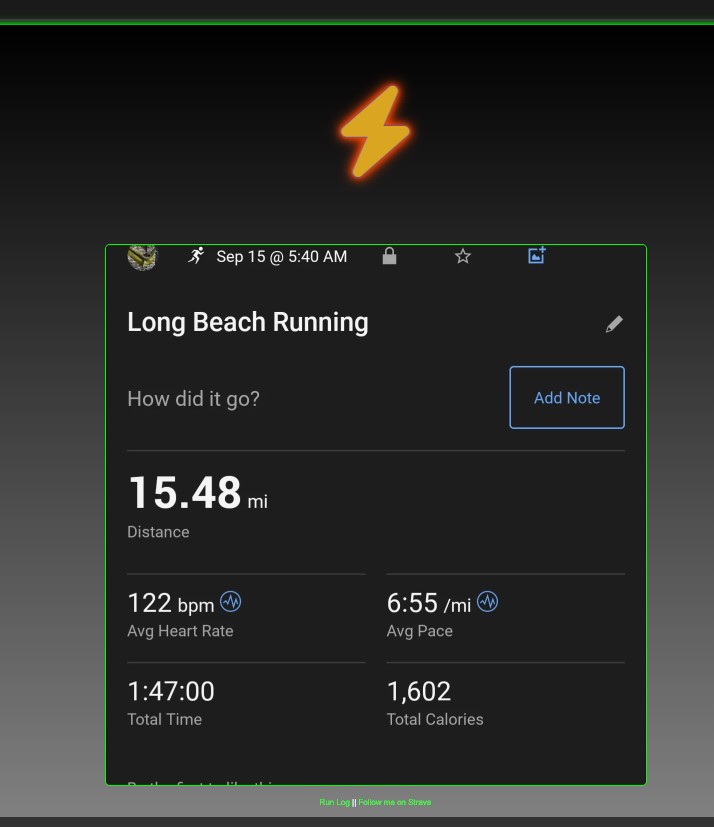 Sep 15 @ 5:40 AM
Long Beach Running
How did it go?
Add Note
15.48 mi
Distance
122 bpm
Avg Heart Rate
6:55 /mi
Avg Pace
1:47:00
Total Time
1,602
Total Calories
Run Log || Follow me on Strava